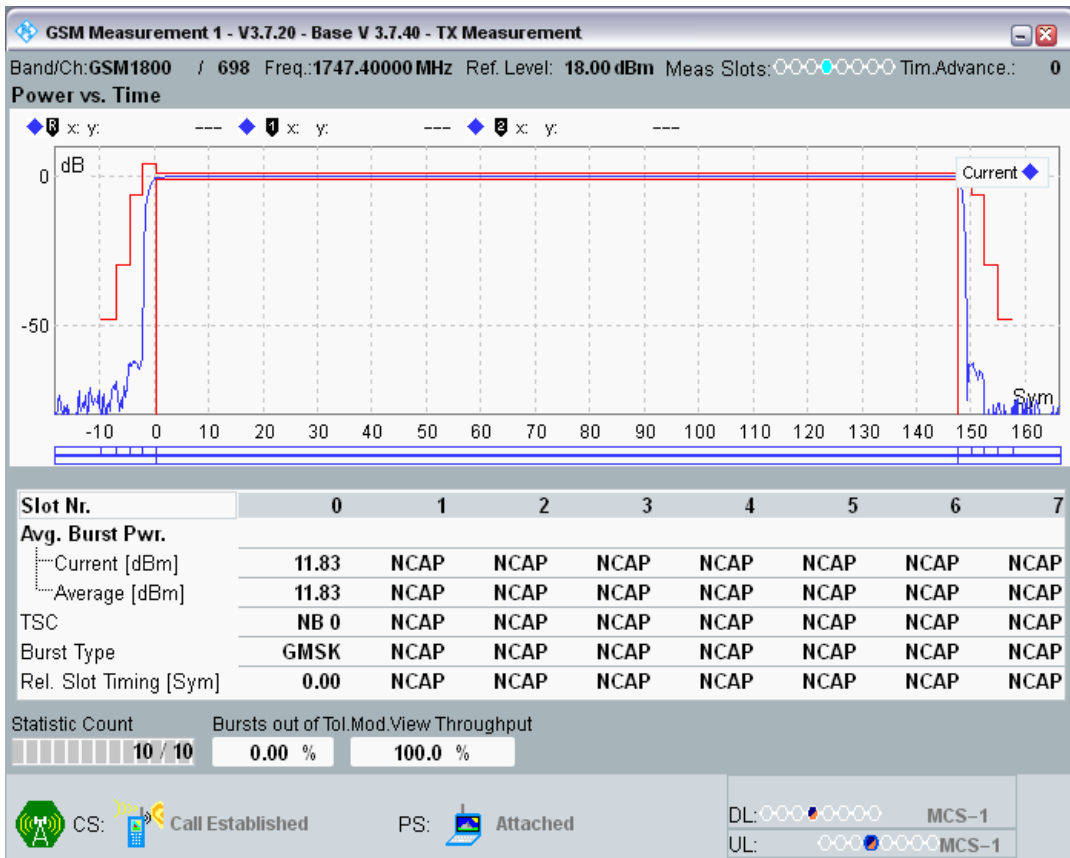 GSM Measurement 1 - V3.7.20 - Base V 3.7.40 - TX Measurement
Band/Ch:GSM1800 / 698 Freq.:1747.40000 MHz Ref. Level: 18.00 dBm Meas Slots: Tim.Advance.: 0
Power vs. Time
R x: y: --- 1 x: y: --- 2 x: y: ---
dB
Current
0
-50
Sym
-10 0 10 20 30 40 50 60 70 80 90 100 110 120 130 140 150 160
Slot Nr. 0 1 2 3 4 5 6 7
Avg. Burst Pwr.
Current [dBm] 11.83 NCAP NCAP NCAP NCAP NCAP NCAP NCAP
Average [dBm] 11.83 NCAP NCAP NCAP NCAP NCAP NCAP NCAP
TSC NB 0 NCAP NCAP NCAP NCAP NCAP NCAP NCAP
Burst Type GMSK NCAP NCAP NCAP NCAP NCAP NCAP NCAP
Rel. Slot Timing [Sym] 0.00 NCAP NCAP NCAP NCAP NCAP NCAP NCAP
Statistic Count Bursts out of Tol.Mod.View Throughput
10 / 10 0.00 % 100.0 %
CS: Call Established PS: Attached
DL: MCS-1
UL: MCS-1